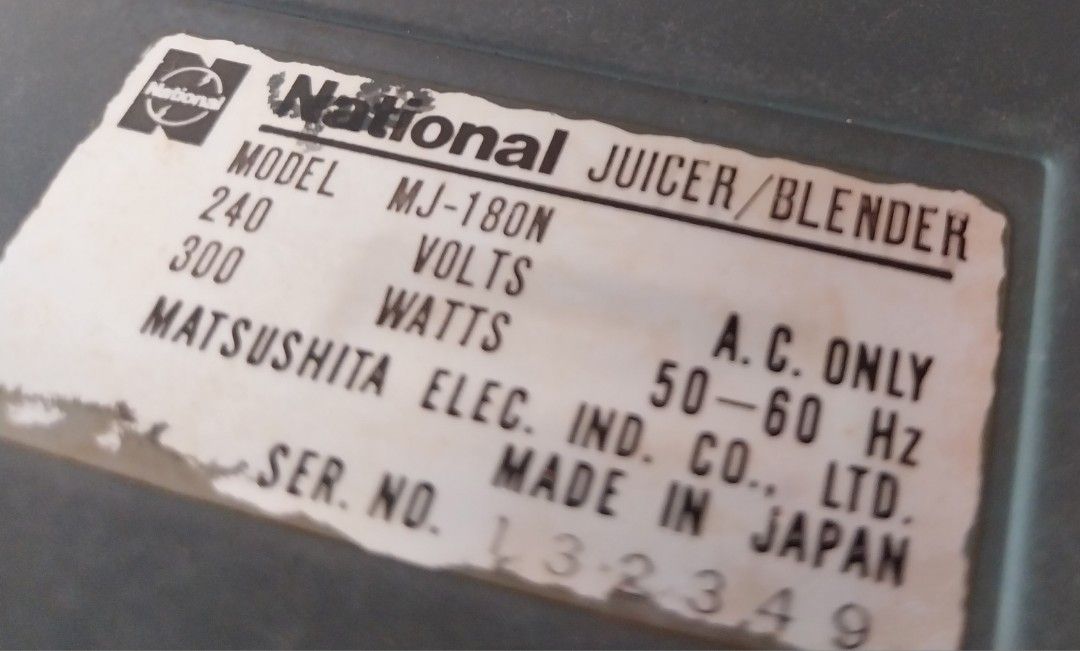 National
National JUICER/BLENDER
MODEL MJ-180N
240 VOLTS A.C. ONLY
300 WATTS 50-60 Hz
MATSUSHITA ELEC. IND. CO., LTD.
MADE IN JAPAN
SER. NO. 132349